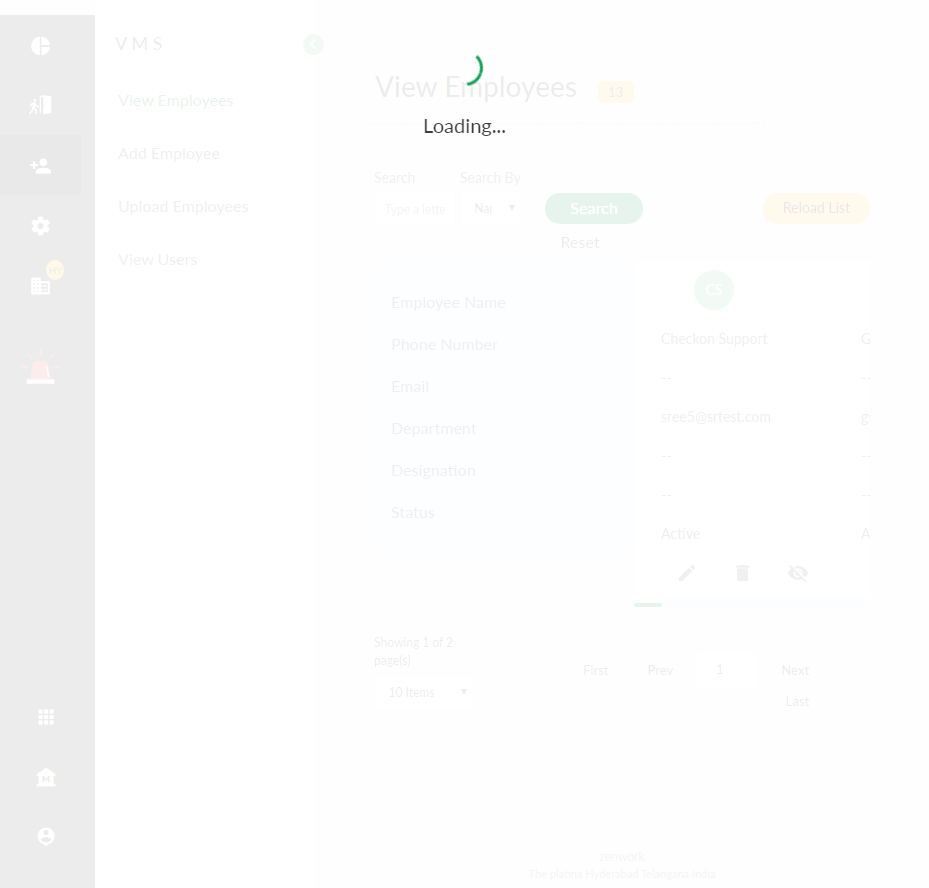 V M S
View Employees
Add Employee
Upload Employees
View Users
HY
View Employees 13
Loading...
Search Search By
Type a lette Nar ▼ Search Reload List
Reset
CS
Employee Name
Phone Number
Email
Department
Designation
Status
Checkon Support G
-- --
sree5@srtest.com g
-- --
-- --
Active A
Showing 1 of 2
page(s)
10 Items ▼
First Prev 1 Next
Last
zenwork
The platina Hyderabad Telangana India